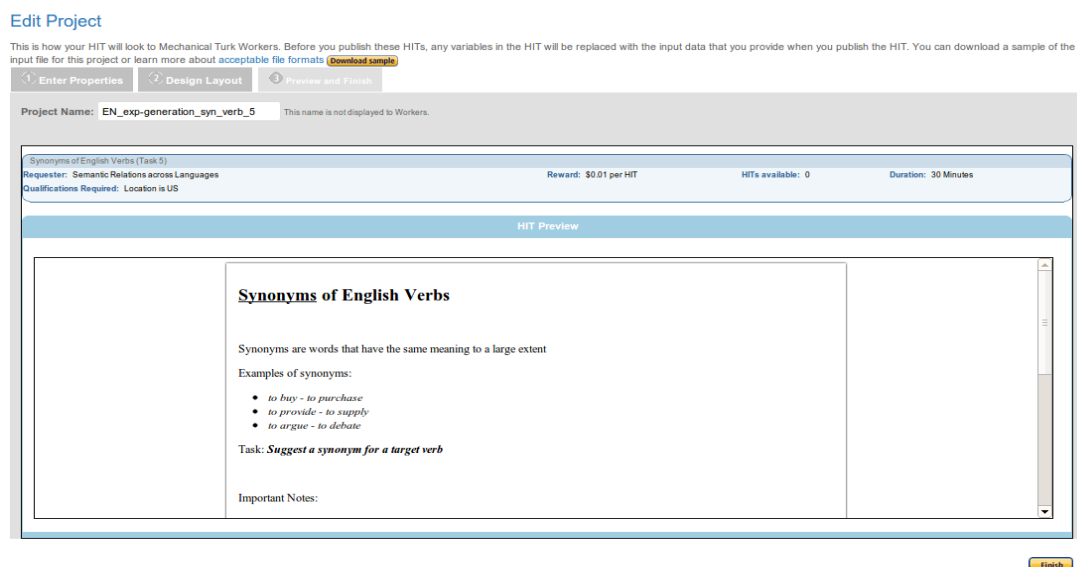 Edit Project
This is how your HIT will look to Mechanical Turk Workers. Before you publish these HITs, any variables in the HIT will be replaced with the input data that you provide when you publish the HIT. You can download a sample of the
input file for this project or learn more about acceptable file formats Download sample
1 Enter Properties 2 Design Layout 3 Preview and Finish
Project Name: EN_exp-generation_syn_verb_5 This name is not displayed to Workers.
Synonyms of English Verbs (Task 5)
Requester: Semantic Relations across Languages Reward: $0.01 per HIT HITs available: 0 Duration: 30 Minutes
Qualifications Required: Location is US
HIT Preview
Synonyms of English Verbs
Synonyms are words that have the same meaning to a large extent
Examples of synonyms:
• to buy - to purchase
• to provide - to supply
• to argue - to debate
Task: Suggest a synonym for a target verb
Important Notes:
Finish